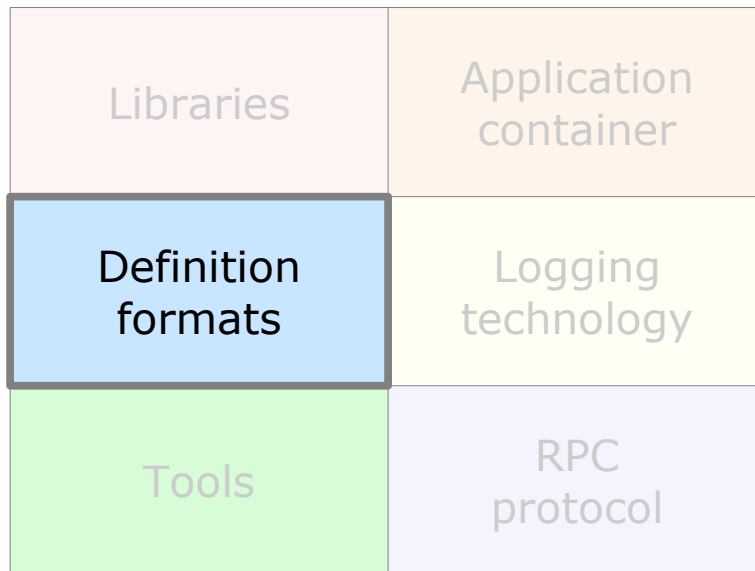 Libraries
Application
container
Definition
formats
Logging
technology
Tools
RPC
protocol